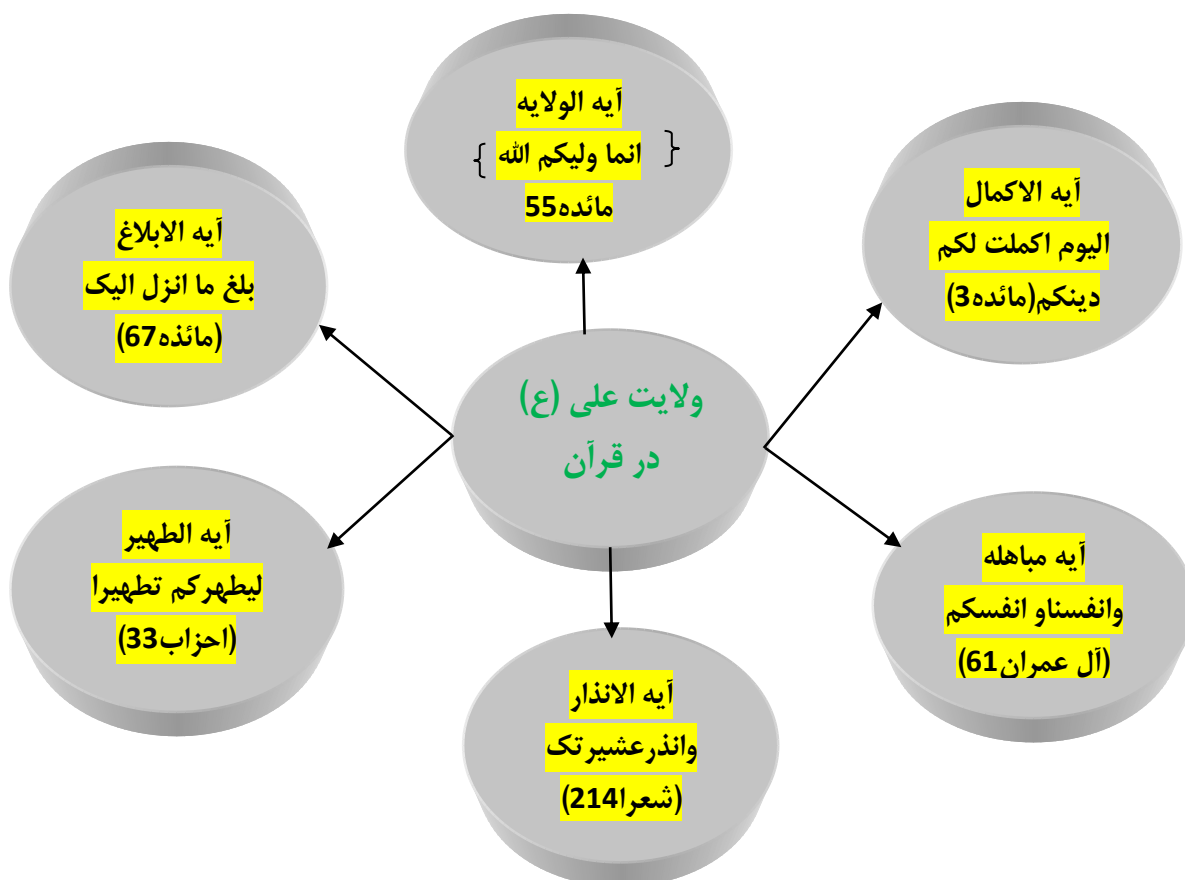 آیه الولایه
{ انما ولیکم الله }
مائده55
آیه الاکمال
الیوم اکملت لکم
دینکم(مائده3)
آیه الابلاغ
بلغ ما انزل الیک
(مائذه67)
ولایت علی (ع)
در قرآن
آیه مباهله
وانفسناو انفسکم
(آل عمران61)
آیه الطهیر
لیطهرکم تطهیرا
(احزاب33)
آیه الانذار
وانذرعشیرتک
(شعرا214)